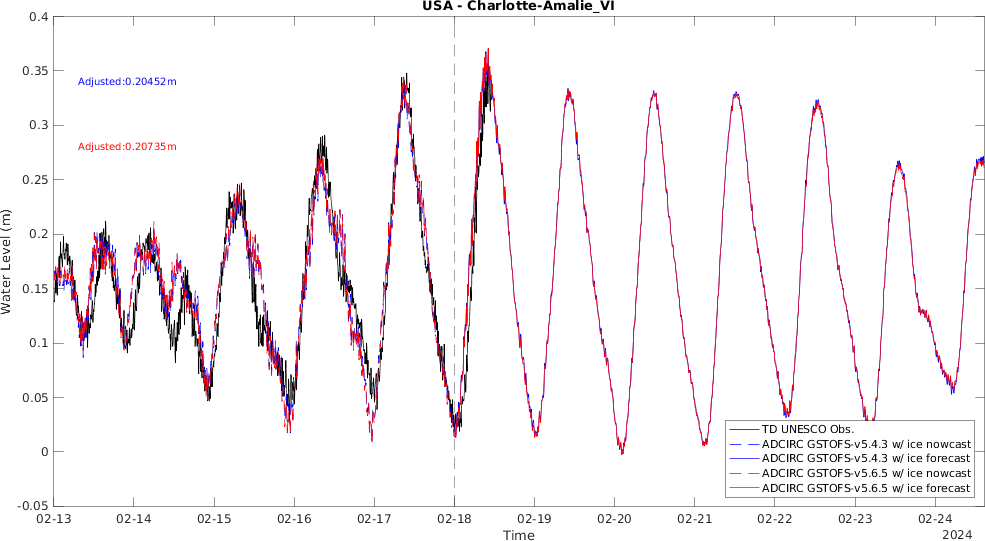 USA - Charlotte-Amalie_VI
0.4
0.35
0.3
0.25
0.2
0.15
0.1
0.05
0
-0.05
Water Level (m)
Adjusted:0.20452m
Adjusted:0.20735m
TD UNESCO Obs.
ADCIRC GSTOFS-v5.4.3 w/ ice nowcast
ADCIRC GSTOFS-v5.4.3 w/ ice forecast
ADCIRC GSTOFS-v5.6.5 w/ ice nowcast
ADCIRC GSTOFS-v5.6.5 w/ ice forecast
02-13 02-14 02-15 02-16 02-17 02-18 02-19 02-20 02-21 02-22 02-23 02-24
Time
2024